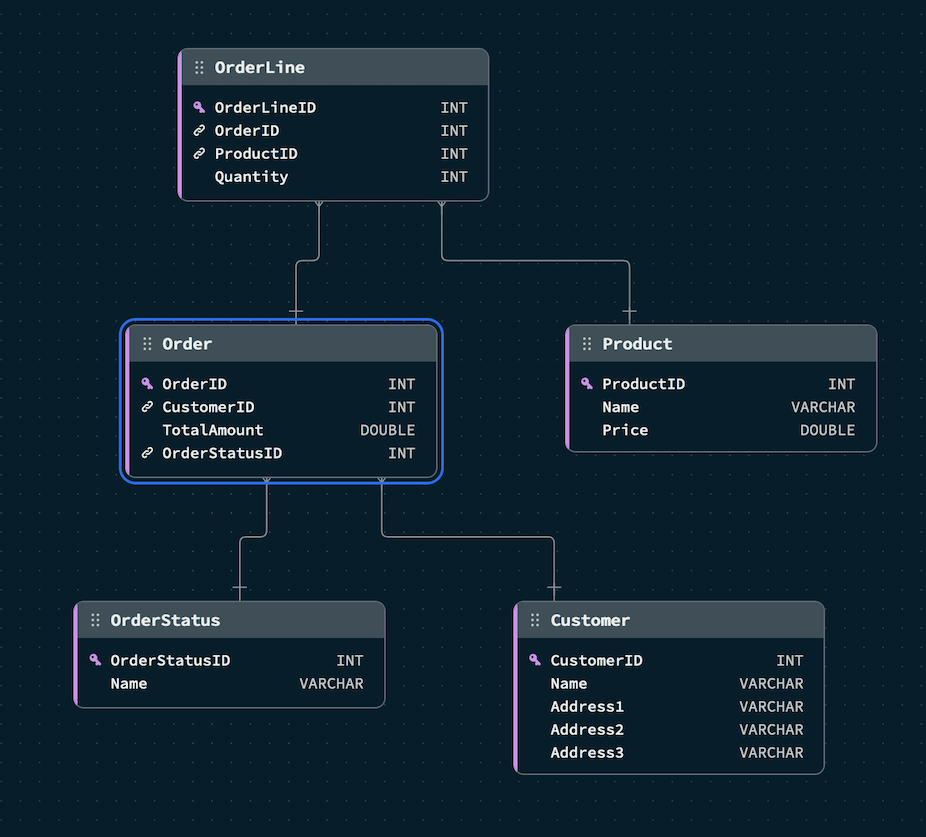 OrderLine
OrderLineID INT
OrderID INT
ProductID INT
Quantity INT
Order
OrderID INT
CustomerID INT
TotalAmount DOUBLE
OrderStatusID INT
Product
ProductID INT
Name VARCHAR
Price DOUBLE
OrderStatus
OrderStatusID INT
Name VARCHAR
Customer
CustomerID INT
Name VARCHAR
Address1 VARCHAR
Address2 VARCHAR
Address3 VARCHAR